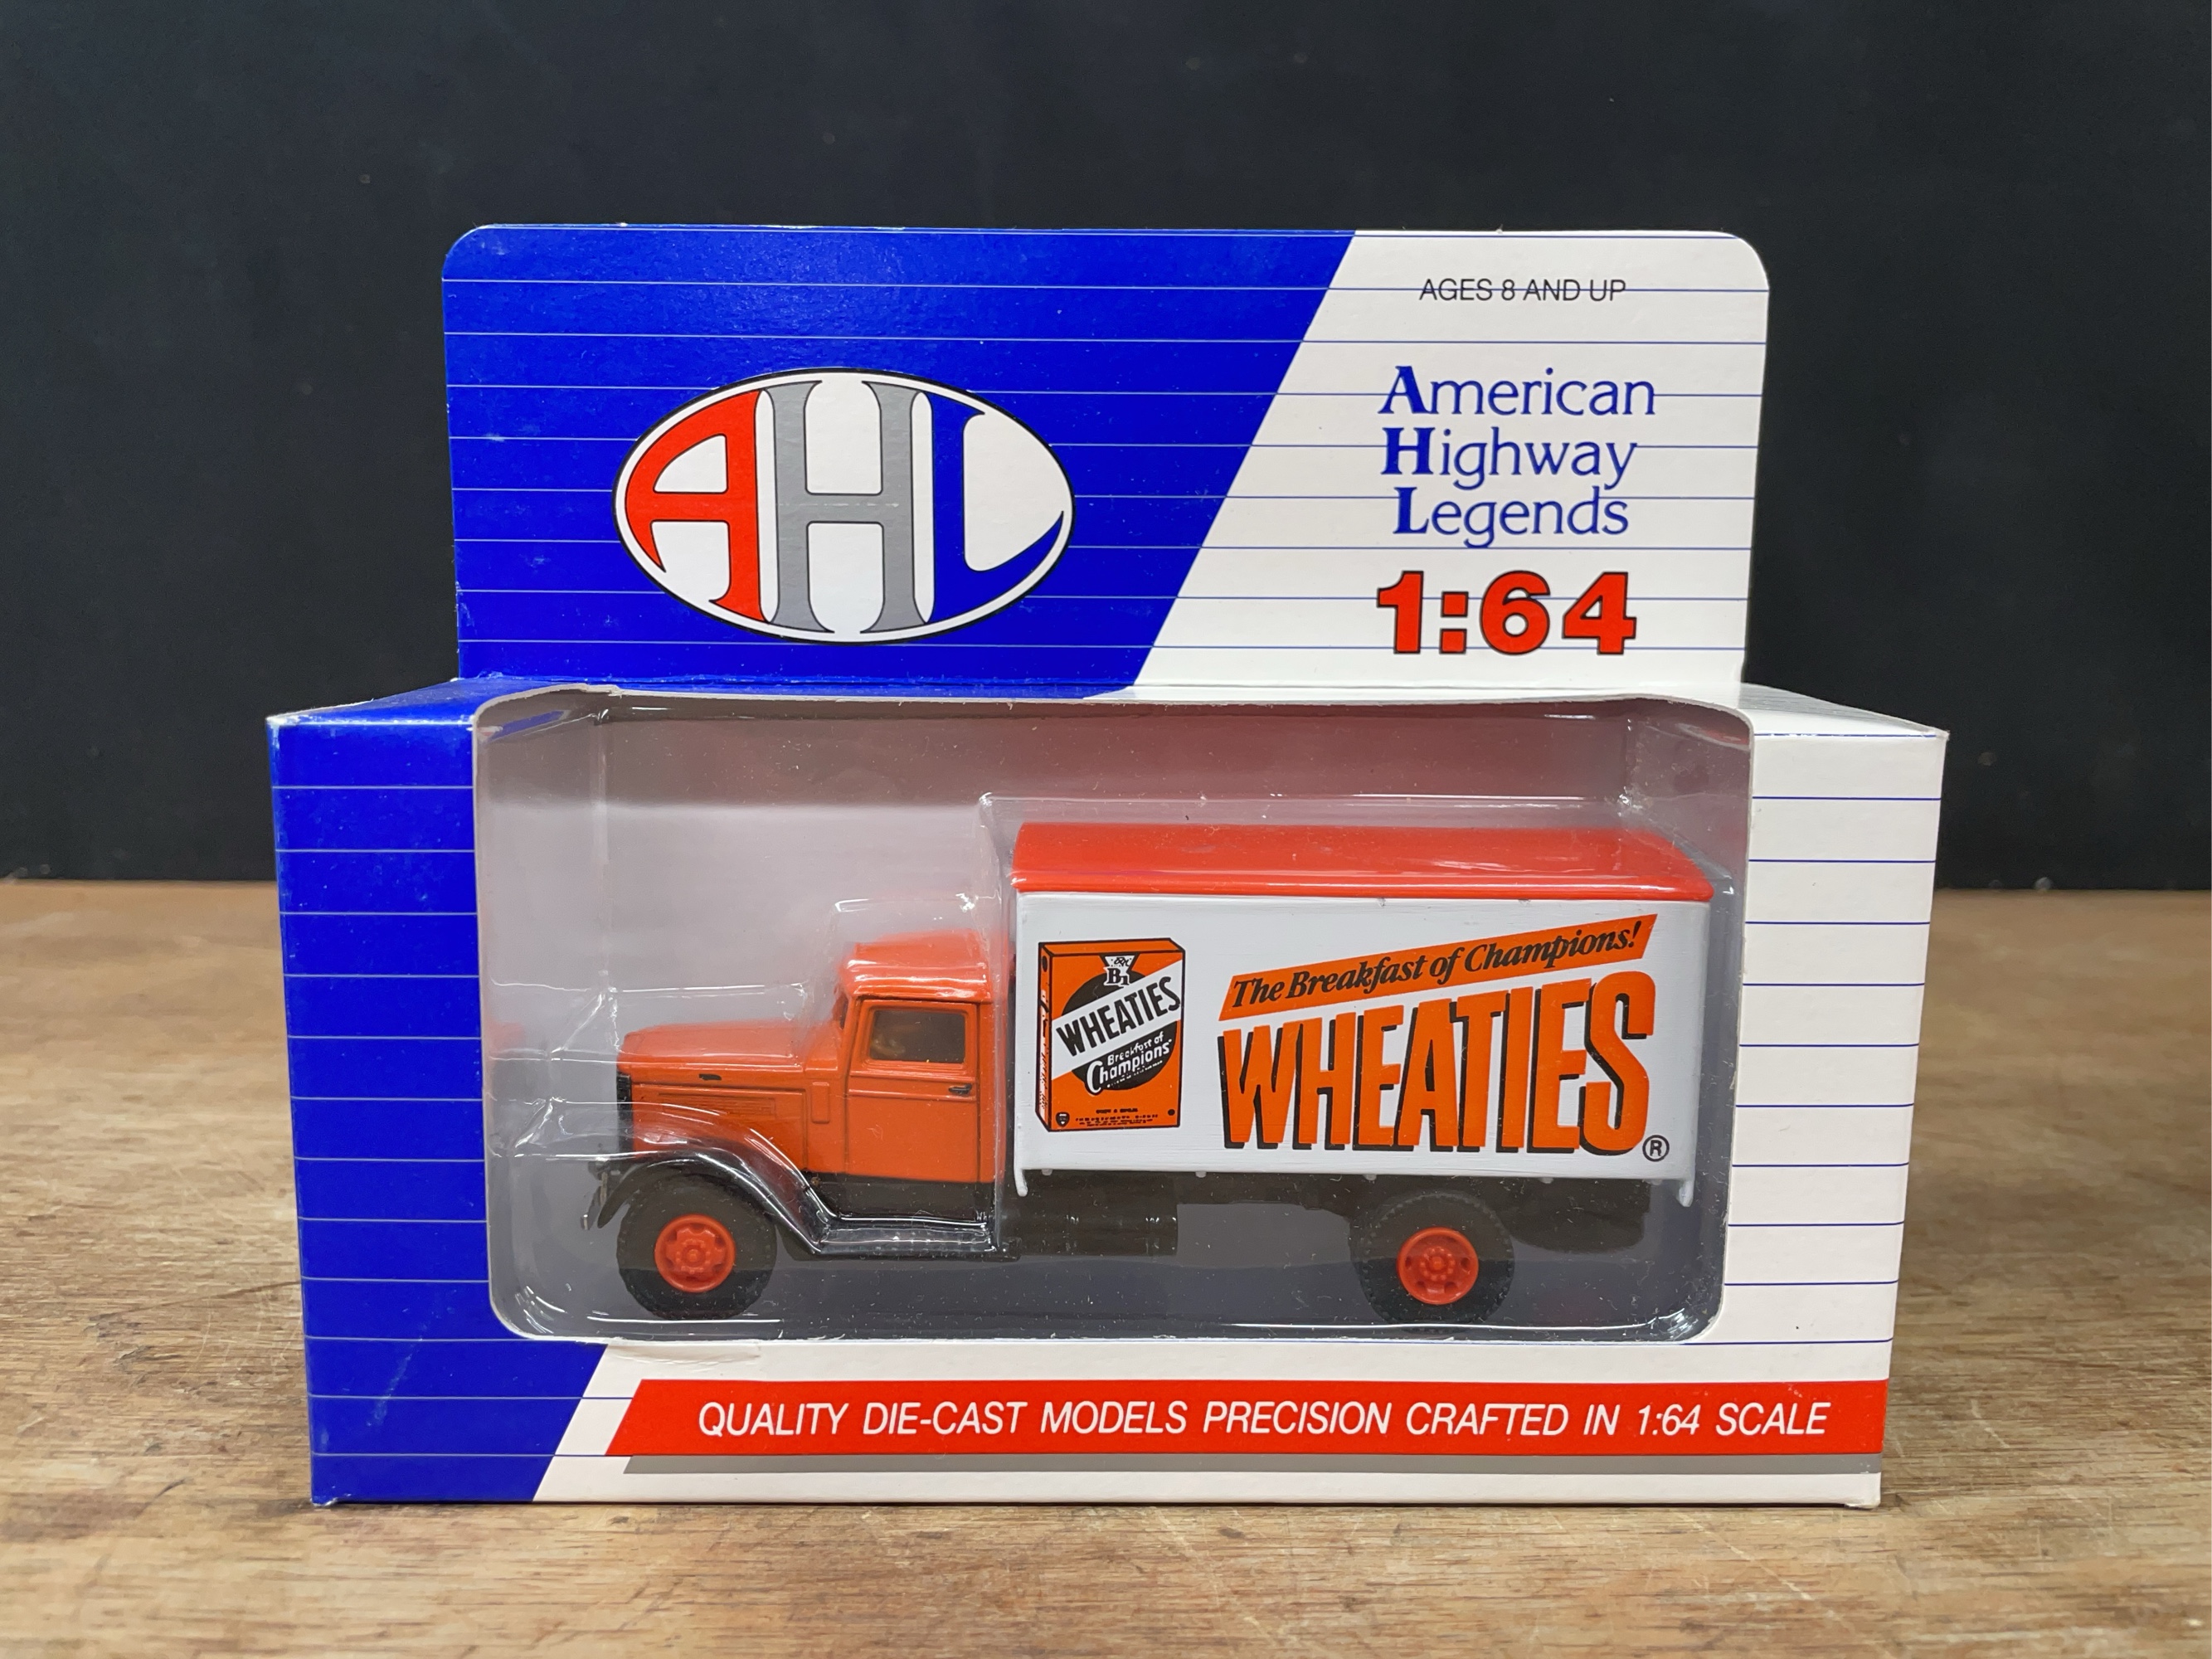 AGES 8 AND UP
AHL
American
Highway
Legends
1:64
The Breakfast of Champions!
WHEATIES
®
B1
WHEATIES
Breakfast of
Champions
QUALITY DIE-CAST MODELS PRECISION CRAFTED IN 1:64 SCALE